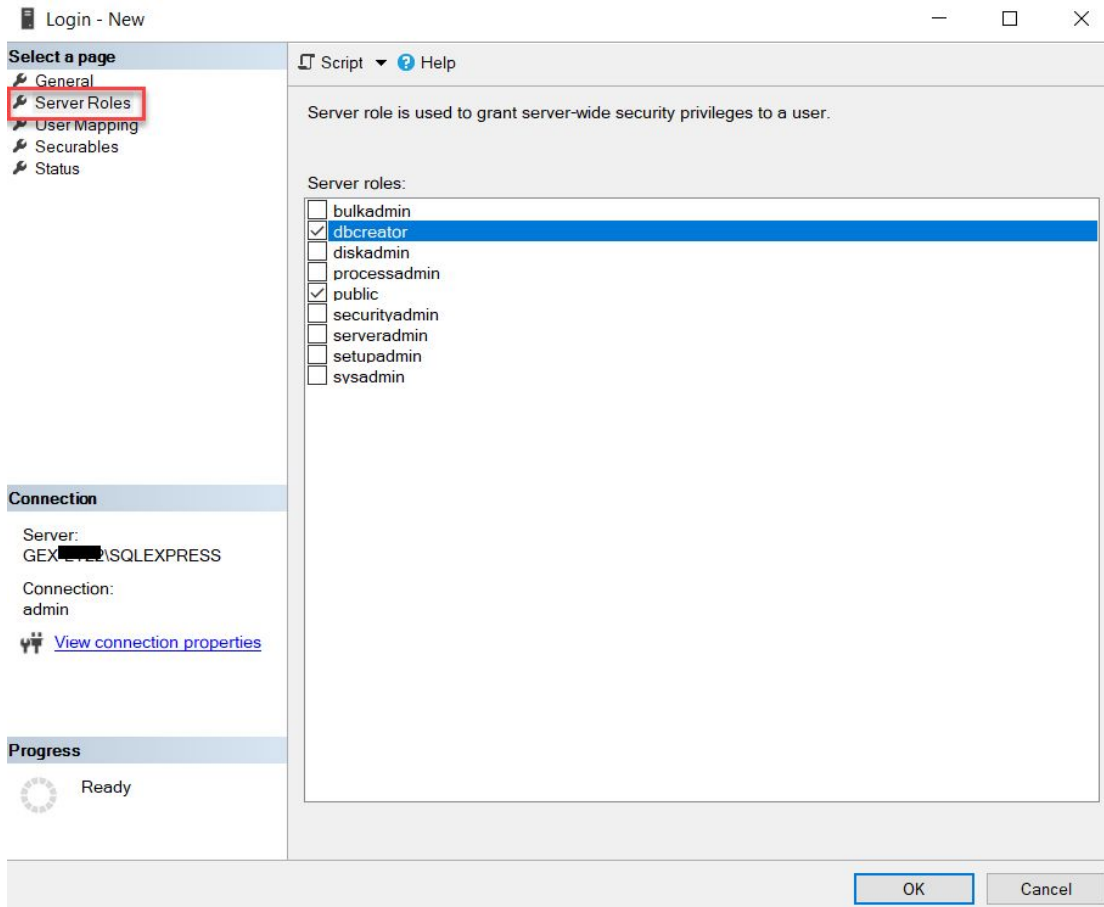 Login - New
Select a page
General
Server Roles
User Mapping
Securables
Status
Script
Help
Server role is used to grant server-wide security privileges to a user.
Server roles:
bulkadmin
dbcreator
diskadmin
processadmin
public
securityadmin
serveradmin
setupadmin
sysadmin
Connection
Server:
GEX \SQLEXPRESS
Connection:
admin
View connection properties
Progress
Ready
OK
Cancel